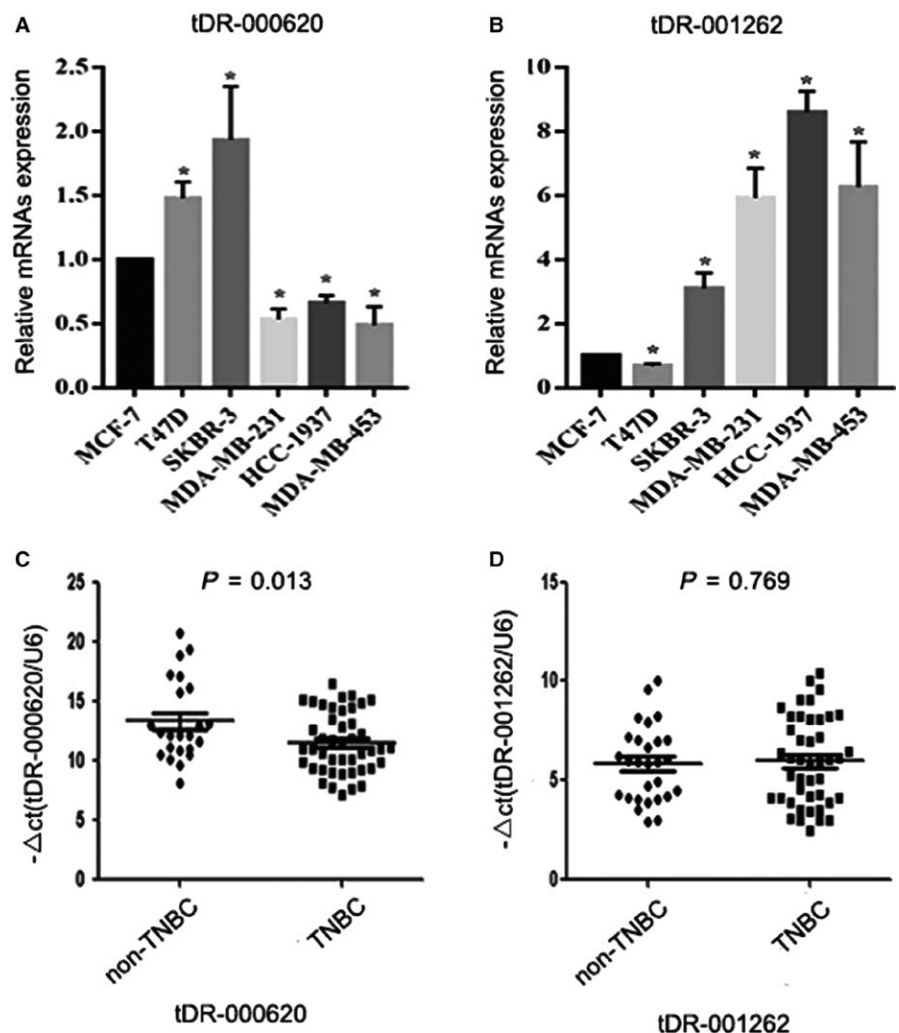 A
tDR-000620
Relative mRNAs expression
2.5
2.0
1.5
1.0
0.5
0.0
*
*
*
*
*
MCF-7
T47D
SKBR-3
MDA-MB-231
HCC-1937
MDA-MB-453
B
tDR-001262
Relative mRNAs expression
10
8
6
4
2
0
*
*
*
*
*
MCF-7
T47D
SKBR-3
MDA-MB-231
HCC-1937
MDA-MB-453
C
P = 0.013
-△ct(tDR-000620/U6)
25
20
15
10
5
0
non-TNBC
TNBC
tDR-000620
D
P = 0.769
-△ct(tDR-001262/U6)
15
10
5
0
non-TNBC
TNBC
tDR-001262